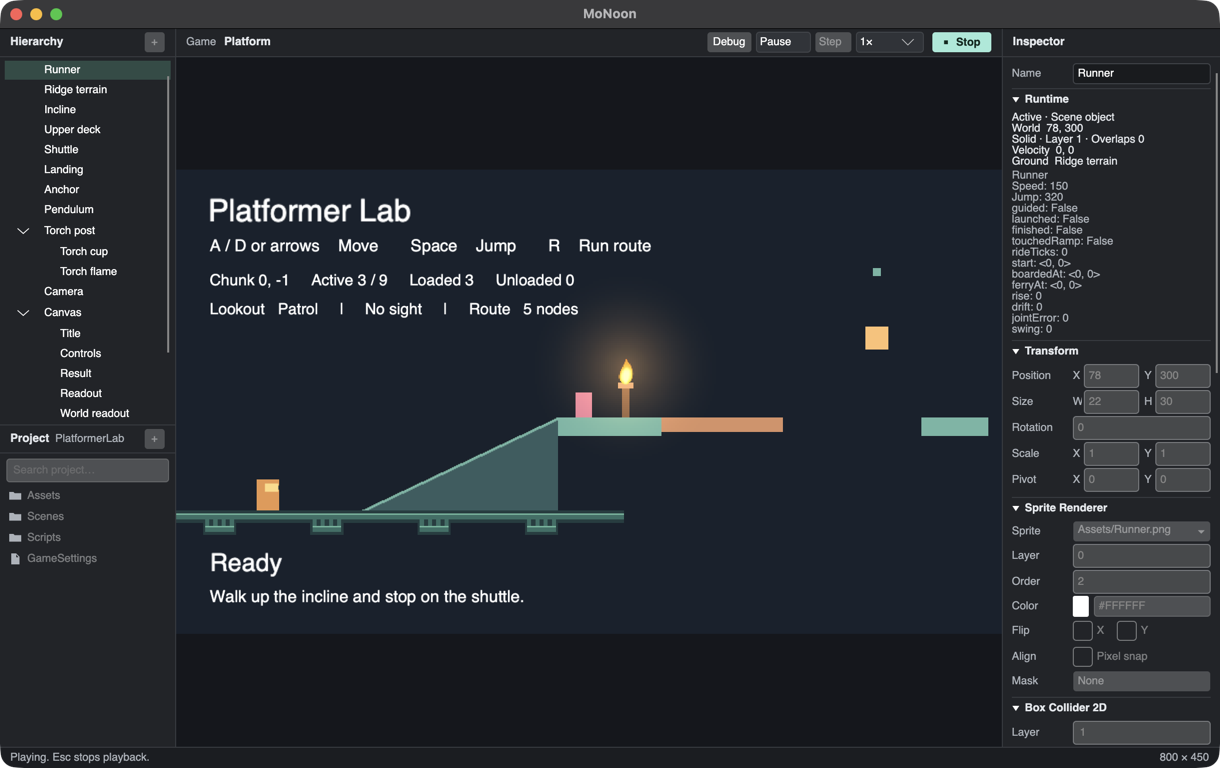 MoNoon
Hierarchy +
Runner
Ridge terrain
Incline
Upper deck
Shuttle
Landing
Anchor
Pendulum
Torch post
Torch cup
Torch flame
Camera
Canvas
Title
Controls
Result
Readout
World readout
Project PlatformerLab +
Search project...
Assets
Scenes
Scripts
GameSettings
Game Platform Debug Pause Step 1× Stop
Platformer Lab
A / D or arrows Move Space Jump R Run route
Chunk 0, -1 Active 3 / 9 Loaded 3 Unloaded 0
Lookout Patrol | No sight | Route 5 nodes
Ready
Walk up the incline and stop on the shuttle.
Inspector
Name Runner
Runtime
Active · Scene object
World 78, 300
Solid · Layer 1 · Overlaps 0
Velocity 0, 0
Ground Ridge terrain
Runner
Speed: 150
Jump: 320
guided: False
launched: False
finished: False
touchedRamp: False
rideTicks: 0
start: <0, 0>
boardedAt: <0, 0>
ferryAt: <0, 0>
rise: 0
drift: 0
jointError: 0
swing: 0
Transform
Position X 78 Y 300
Size W 22 H 30
Rotation 0
Scale X 1 Y 1
Pivot X 0 Y 0
Sprite Renderer
Sprite Assets/Runner.png
Layer 0
Order 2
Color #FFFFFF
Flip X Y
Align Pixel snap
Mask None
Box Collider 2D
Layer 1
Playing. Esc stops playback. 800 × 450